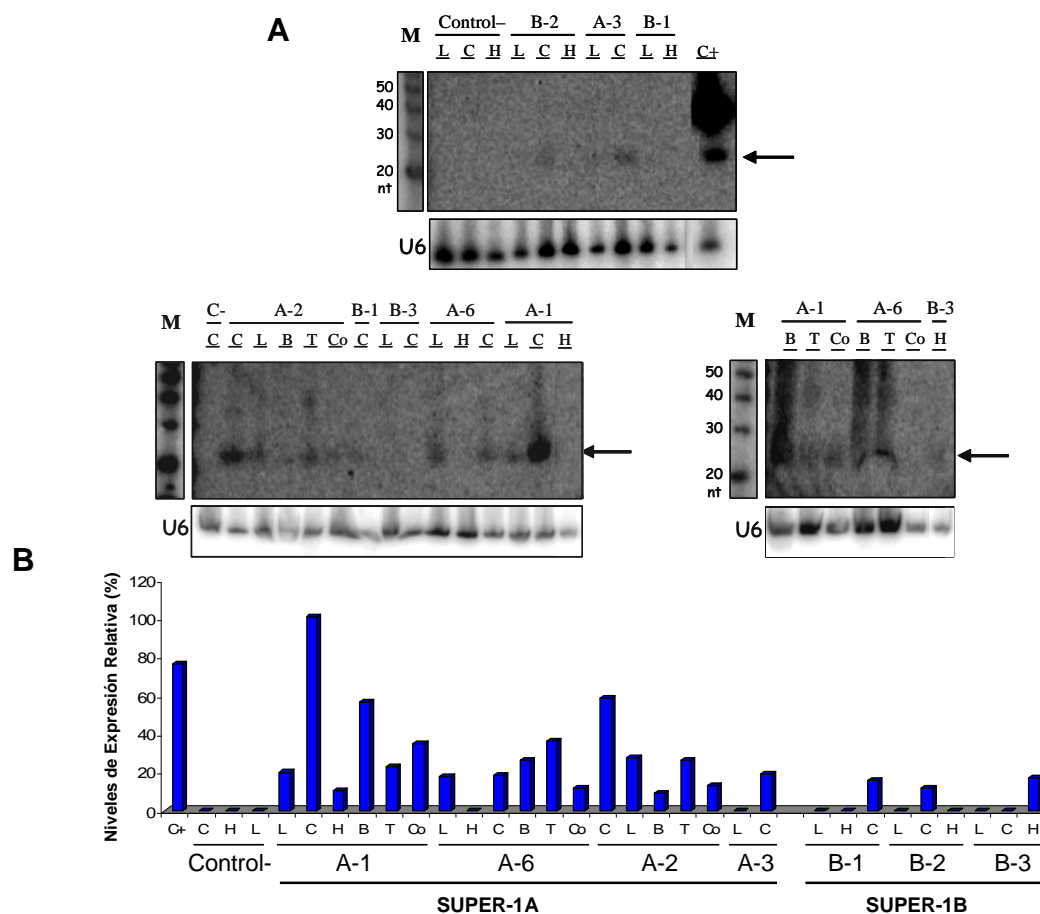 A
M
Control– B-2 A-3 B-1
L C H L C H L C L H C+
50
40
30
20
nt
U6
M
C- A-2 B-1 B-3 A-6 A-1
C C L B T Co C L C L H C L C H
U6
M
A-1 A-6 B-3
B T Co B T Co H
50
40
30
20
nt
U6
B
Niveles de Expresión Relativa (%)
120
100
80
60
40
20
0
C+ C H L L C H B T Co L H C B T Co C L B T Co L C L H C L C H L C H
Control- A-1 A-6 A-2 A-3 B-1 B-2 B-3
SUPER-1A SUPER-1B